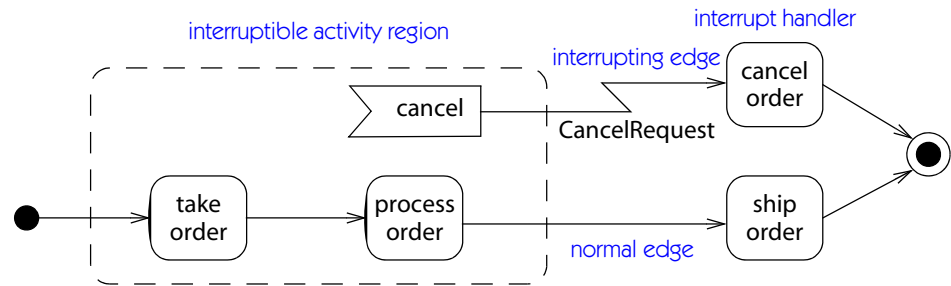 interrupt handler
interruptible activity region
interrupting edge
cancel
order
cancel
CancelRequest
take
order
process
order
ship
order
normal edge